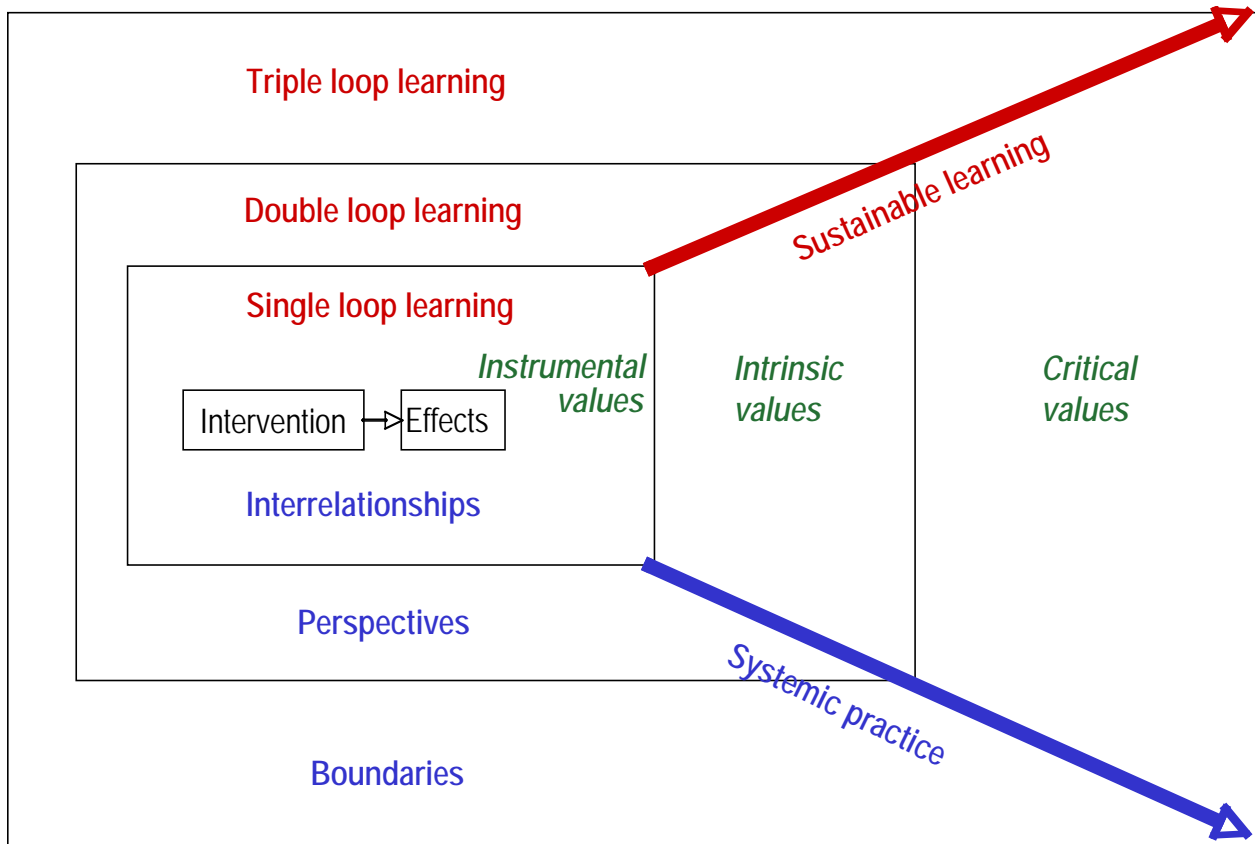 Triple loop learning
Sustainable learning
Double loop learning
Single loop learning
Instrumental
values
Intrinsic
values
Critical
values
Intervention
Effects
Interrelationships
Perspectives
Systemic practice
Boundaries